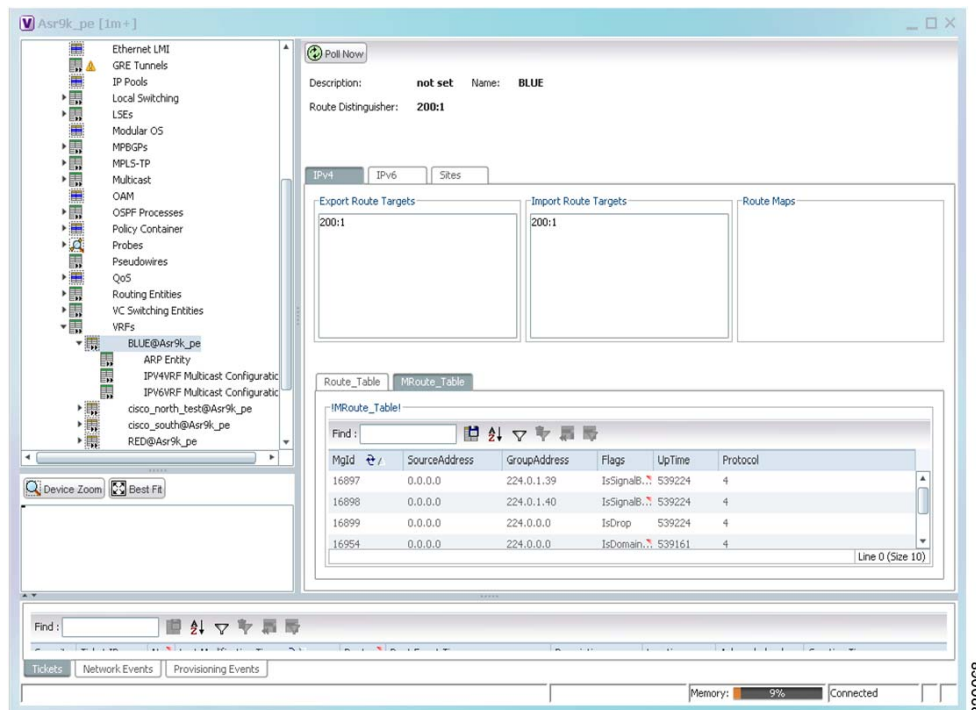 Asr9k_pe [1m+]
Ethernet LMI
GRE Tunnels
IP Pools
Local Switching
LSEs
Modular OS
MPBGPs
MPLS-TP
Multicast
OAM
OSPF Processes
Policy Container
Probes
Pseudowires
QoS
Routing Entities
VC Switching Entities
VRFs
BLUE@Asr9k_pe
ARP Entity
IPV4VRF Multicast Configuratic
IPV6VRF Multicast Configuratic
cisco_north_test@Asr9k_pe
cisco_south@Asr9k_pe
RED@Asr9k_pe
Device Zoom Best Fit
Poll Now
Description: not set Name: BLUE
Route Distinguisher: 200:1
IPv4 IPv6 Sites
Export Route Targets Import Route Targets Route Maps
200:1 200:1
Route_Table MRoute_Table
!MRoute_Table!
Find :
MgId SourceAddress GroupAddress Flags UpTime Protocol
16897 0.0.0.0 224.0.1.39 IsSignalB... 539224 4
16898 0.0.0.0 224.0.1.40 IsSignalB... 539224 4
16899 0.0.0.0 224.0.0.0 IsDrop 539224 4
16954 0.0.0.0 224.0.0.0 IsDomain... 539161 4
Line 0 (Size 10)
Find :
Tickets Network Events Provisioning Events
Memory: 9% Connected